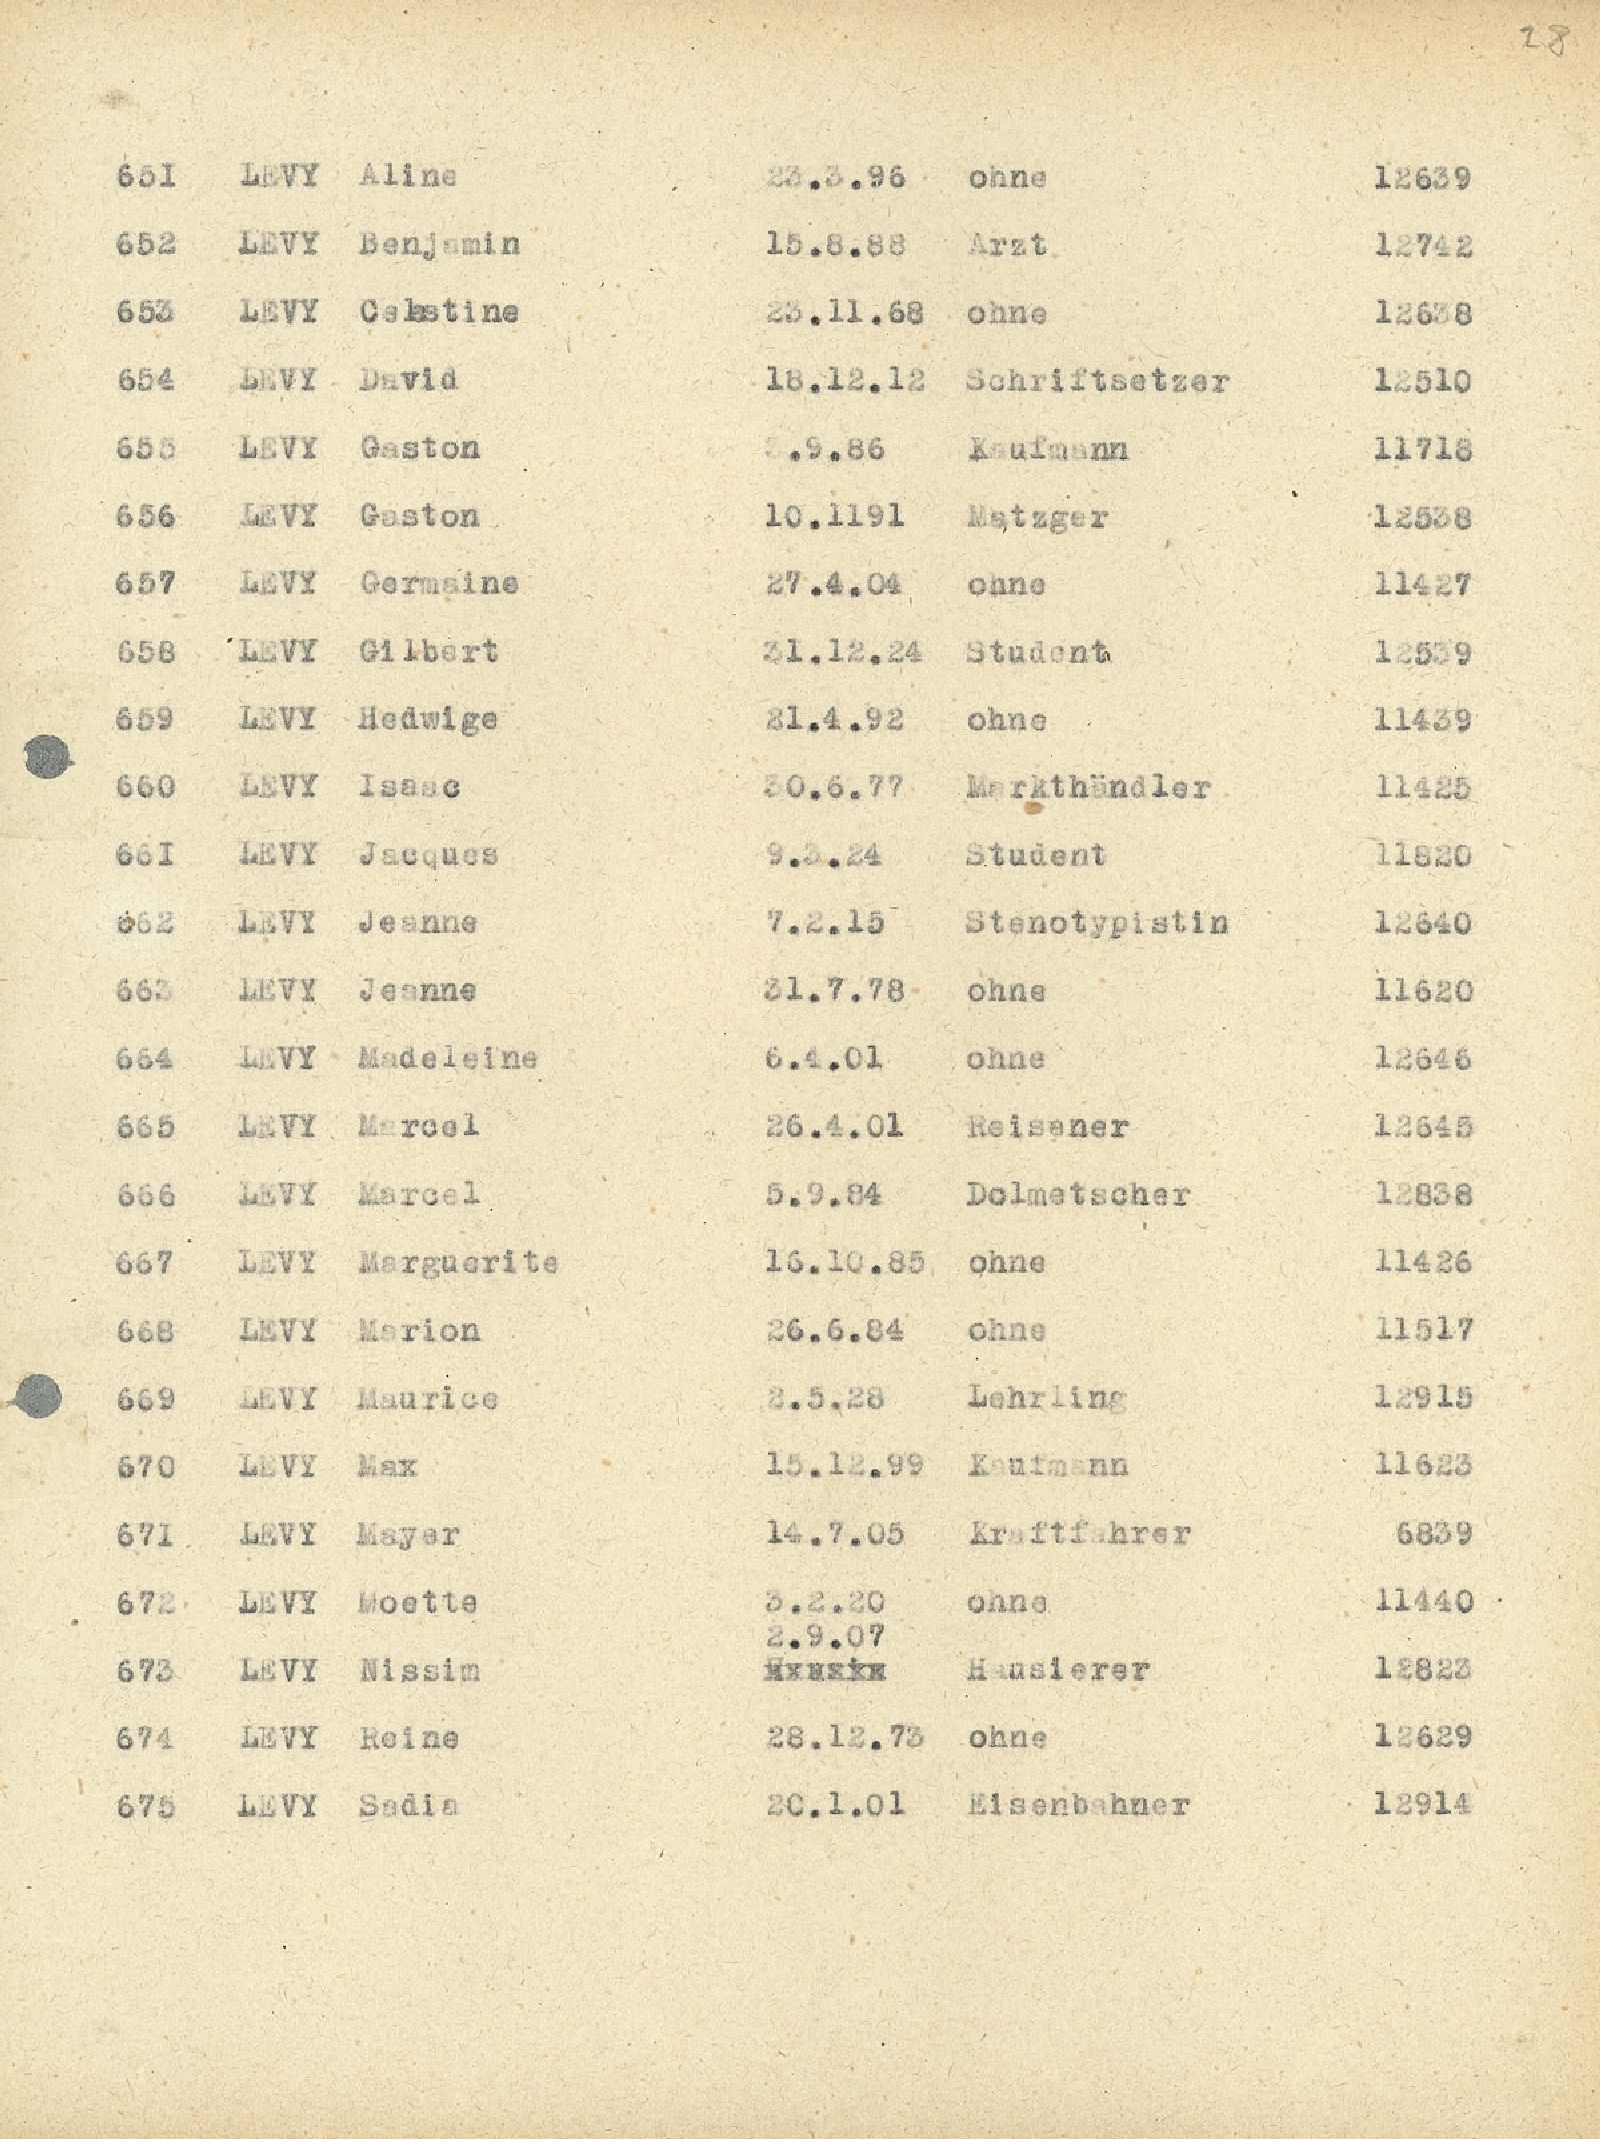 28
651 LEVY Aline 23.3.96 ohne 12639
652 LEVY Benjamin 15.8.88 Arzt 12742
653 LEVY Celestine 23.11.68 ohne 12638
654 LEVY David 18.12.12 Schriftsetzer 12510
655 LEVY Gaston 3.9.86 Kaufmann 11718
656 LEVY Gaston 10.1191 Metzger 12538
657 LEVY Germaine 27.4.04 ohne 11427
658 LEVY Gilbert 31.12.24 Student 12539
659 LEVY Hedwige 21.4.92 ohne 11439
660 LEVY Isaac 30.6.77 Markthändler 11425
661 LEVY Jacques 9.3.24 Student 11820
662 LEVY Jeanne 7.2.15 Stenotypistin 12640
663 LEVY Jeanne 31.7.78 ohne 11620
664 LEVY Madeleine 6.4.01 ohne 12646
665 LEVY Marcel 26.4.01 Reisener 12645
666 LEVY Marcel 5.9.84 Dolmetscher 12838
667 LEVY Marguerite 16.10.85 ohne 11426
668 LEVY Marion 26.6.84 ohne 11517
669 LEVY Maurice 2.5.28 Lehrling 12915
670 LEVY Max 15.12.99 Kaufmann 11623
671 LEVY Mayer 14.7.05 Kraftfahrer 6839
672 LEVY Moette 3.2.20 ohne 11440
2.9.07
673 LEVY Nissim Hausierer 12823
674 LEVY Reine 28.12.73 ohne 12629
675 LEVY Sadia 20.1.01 Eisenbahner 12914